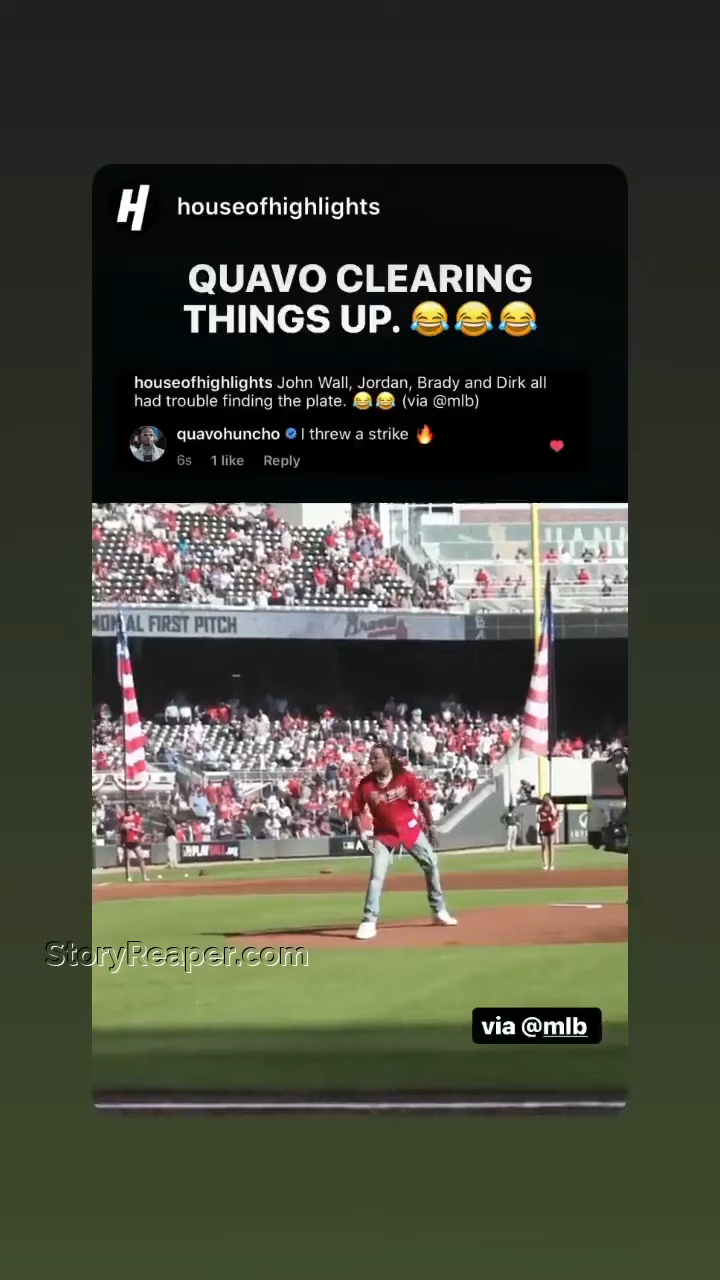 houseofhighlights
QUAVO CLEARING
THINGS UP. 😂😂😂
houseofhighlights John Wall, Jordan, Brady and Dirk all
had trouble finding the plate. 😂😂 (via @mlb)
quavohuncho I threw a strike 🔥
6s 1 like Reply
FIRST PITCH
Braves
StoryReaper.com
via @mlb